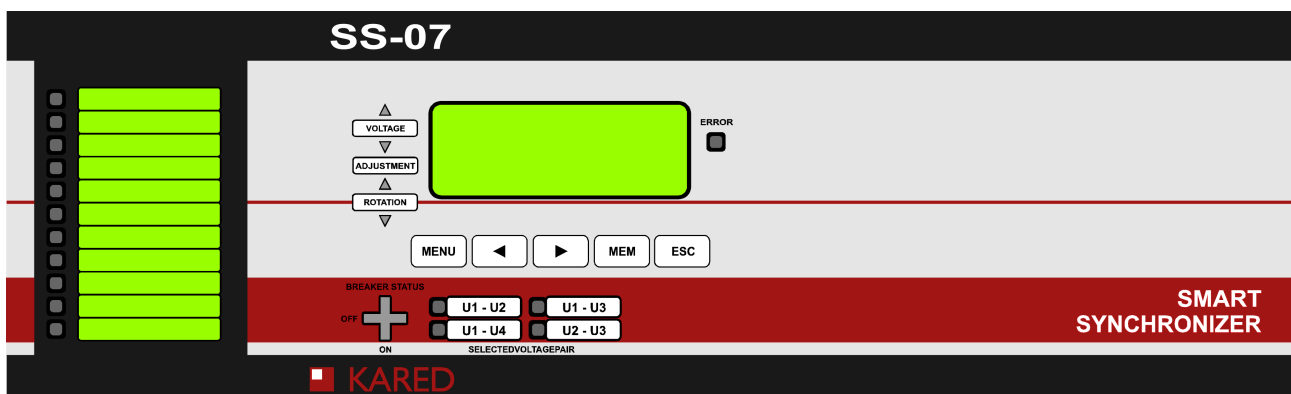 SS-07
VOLTAGE
ADJUSTMENT
ROTATION
ERROR
MENU ◀ ▶ MEM ESC
BREAKER STATUS
OFF
ON
U1 - U2 U1 - U3
U1 - U4 U2 - U3
SELECTEDVOLTAGEPAIR
SMART
SYNCHRONIZER
KARED